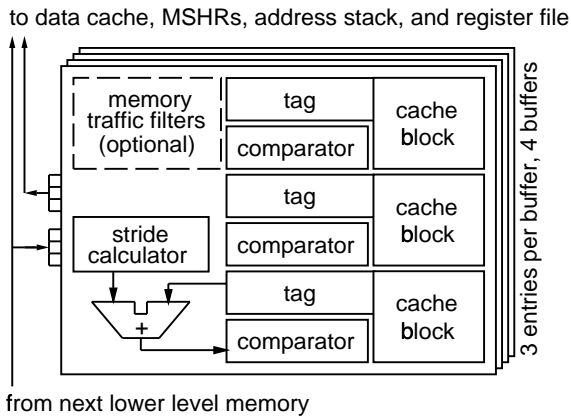 to data cache, MSHRs, address stack, and register file
memory
traffic filters
(optional)
tag
comparator
cache
block
tag
comparator
cache
block
stride
calculator
+
tag
comparator
cache
block
3 entries per buffer, 4 buffers
from next lower level memory